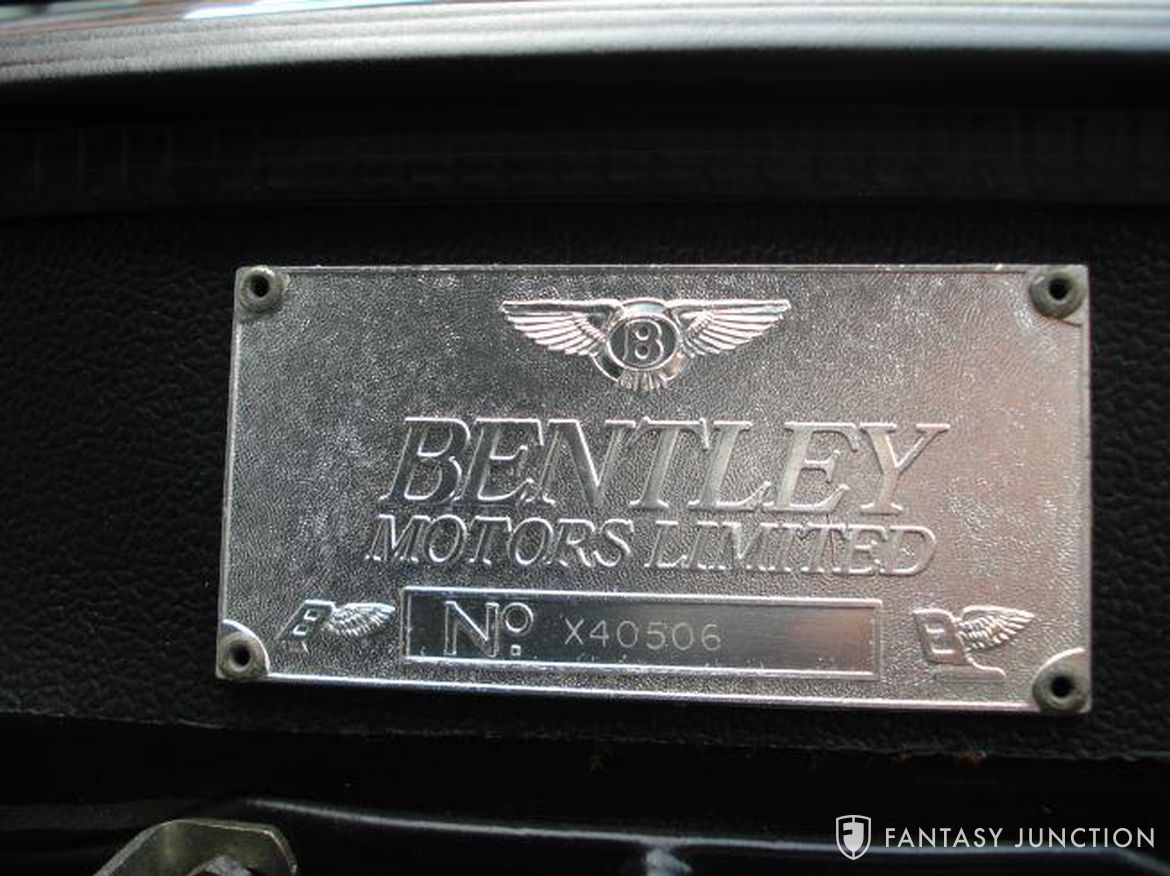 B
BENTLEY
MOTORS LIMITED
B
Nº. X40506
B
FANTASY JUNCTION